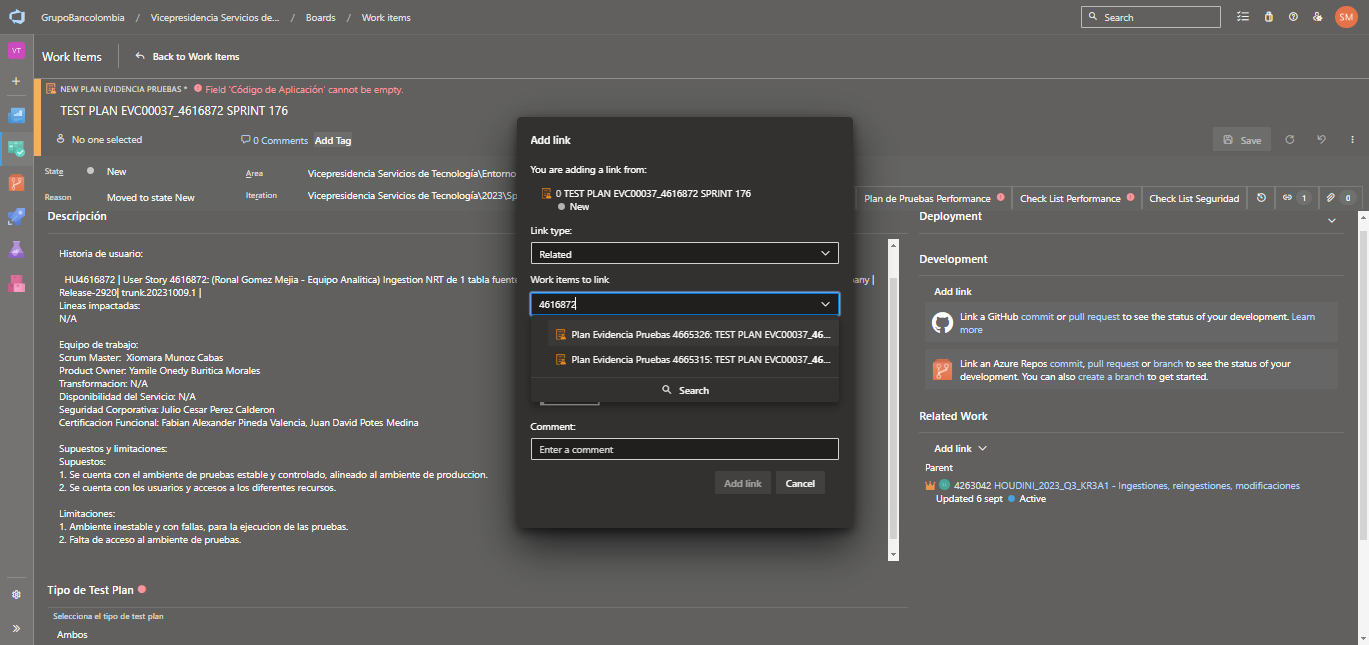 GrupoBancolombia / Vicepresidencia Servicios de... / Boards / Work items
Search
SM
VT
Work Items
Back to Work Items
NEW PLAN EVIDENCIA PRUEBAS * Field 'Código de Aplicación' cannot be empty.
TEST PLAN EVC00037_4616872 SPRINT 176
No one selected
0 Comments
Add Tag
Save
State
New
Area
Vicepresidencia Servicios de Tecnología\Entorno
Reason
Moved to state New
Iteration
Vicepresidencia Servicios de Tecnología\2023\Sp
Plan de Pruebas Performance
Check List Performance
Check List Seguridad
1
0
Descripción
Historia de usuario:
HU4616872 | User Story 4616872: (Ronal Gomez Mejia - Equipo Analitica) Ingestion NRT de 1 tabla fuente
any |
Release-2920| trunk.20231009.1 |
Lineas impactadas:
N/A
Equipo de trabajo:
Scrum Master: Xiomara Munoz Cabas
Product Owner: Yamile Onedy Buritica Morales
Transformacion: N/A
Disponibilidad del Servicio: N/A
Seguridad Corporativa: Julio Cesar Perez Calderon
Certificacion Funcional: Fabian Alexander Pineda Valencia, Juan David Potes Medina
Supuestos y limitaciones:
Supuestos:
1. Se cuenta con el ambiente de pruebas estable y controlado, alineado al ambiente de produccion.
2. Se cuenta con los usuarios y accesos a los diferentes recursos.
Limitaciones:
1. Ambiente inestable y con fallas, para la ejecucion de las pruebas.
2. Falta de acceso al ambiente de pruebas.
Tipo de Test Plan
Selecciona el tipo de test plan
Ambos
Add link
You are adding a link from:
0 TEST PLAN EVC00037_4616872 SPRINT 176
New
Link type:
Related
Work items to link
4616872
Plan Evidencia Pruebas 4665326: TEST PLAN EVC00037_46...
Plan Evidencia Pruebas 4665315: TEST PLAN EVC00037_46...
Search
Comment:
Enter a comment
Add link
Cancel
Deployment
Development
Add link
Link a GitHub commit or pull request to see the status of your development. Learn
more
Link an Azure Repos commit, pull request or branch to see the status of your
development. You can also create a branch to get started.
Related Work
Add link
Parent
4263042 HOUDINI_2023_Q3_KR3A1 - Ingestiones, reingestiones, modificaciones
Updated 6 sept
Active